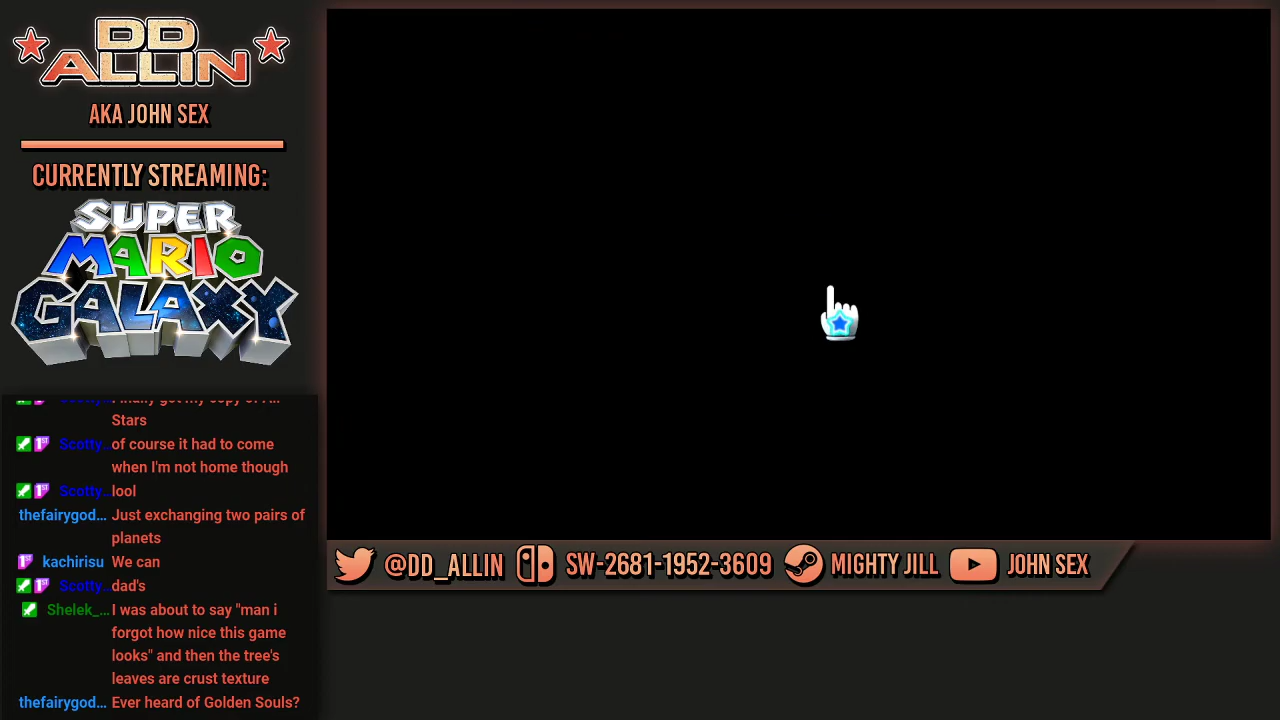 DD
ALLIN
AKA JOHN SEX
CURRENTLY STREAMING:
SUPER
MARIO
GALAXY
Stars
Scotty... of course it had to come
when I'm not home though
Scotty... lool
thefairygod... Just exchanging two pairs of
planets
kachirisu We can
Scotty... dad's
Shelek_... I was about to say "man i
forgot how nice this game
looks" and then the tree's
leaves are crust texture
thefairygod... Ever heard of Golden Souls?
@DD_ALLIN SW-2681-1952-3609 MIGHTY JILL JOHN SEX